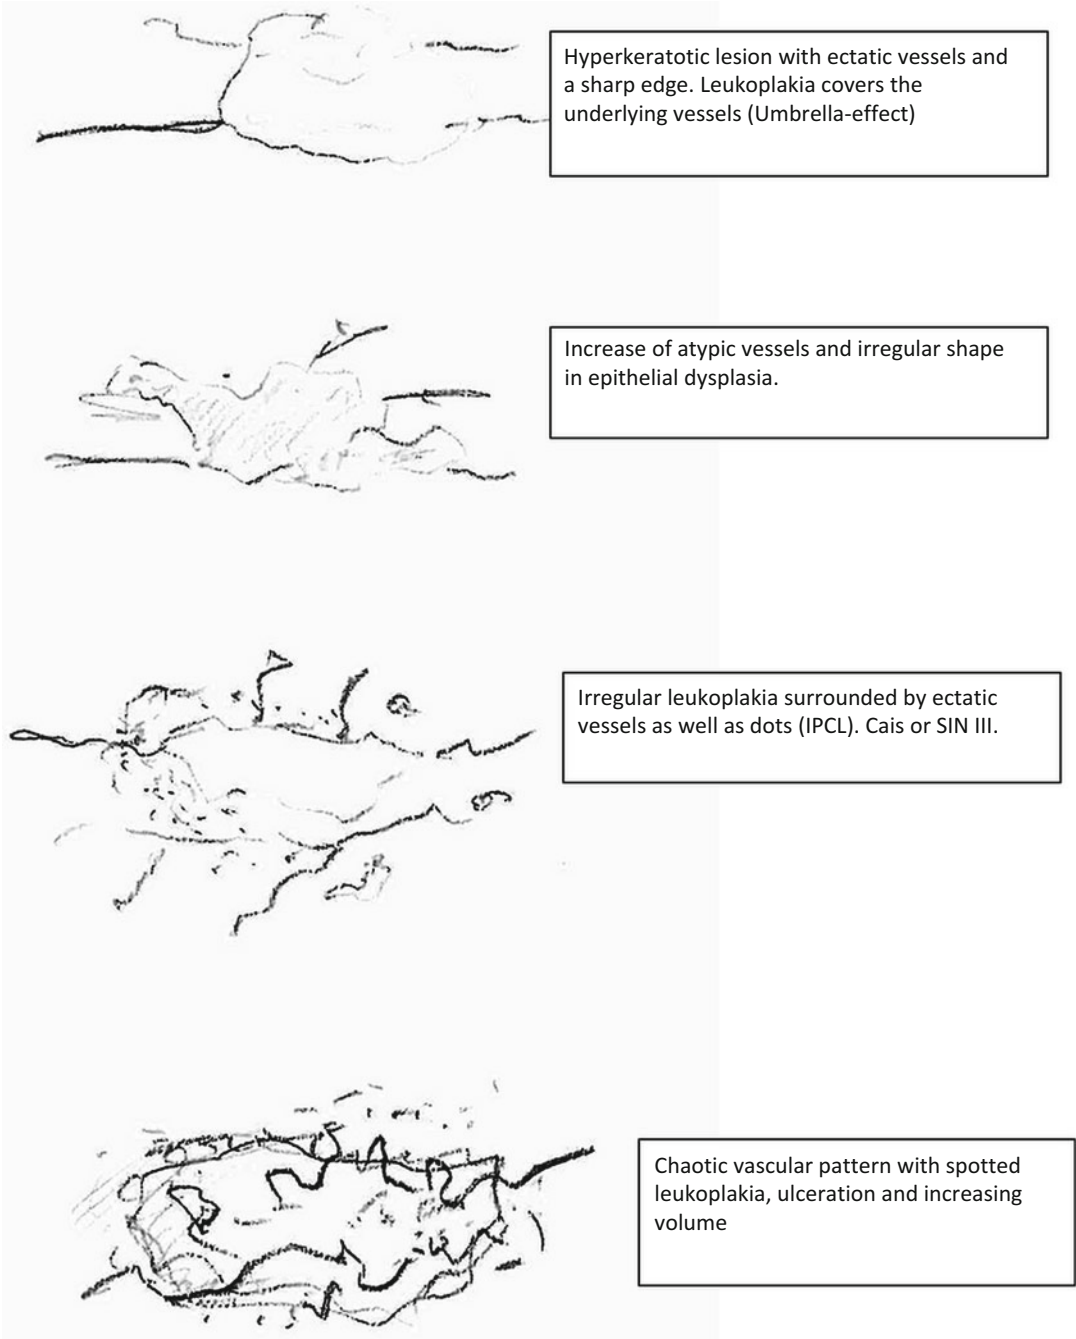 Hyperkeratotic lesion with ectatic vessels and
a sharp edge. Leukoplakia covers the
underlying vessels (Umbrella-effect)
Increase of atypic vessels and irregular shape
in epithelial dysplasia.
Irregular leukoplakia surrounded by ectatic
vessels as well as dots (IPCL). Cais or SIN III.
Chaotic vascular pattern with spotted
leukoplakia, ulceration and increasing
volume